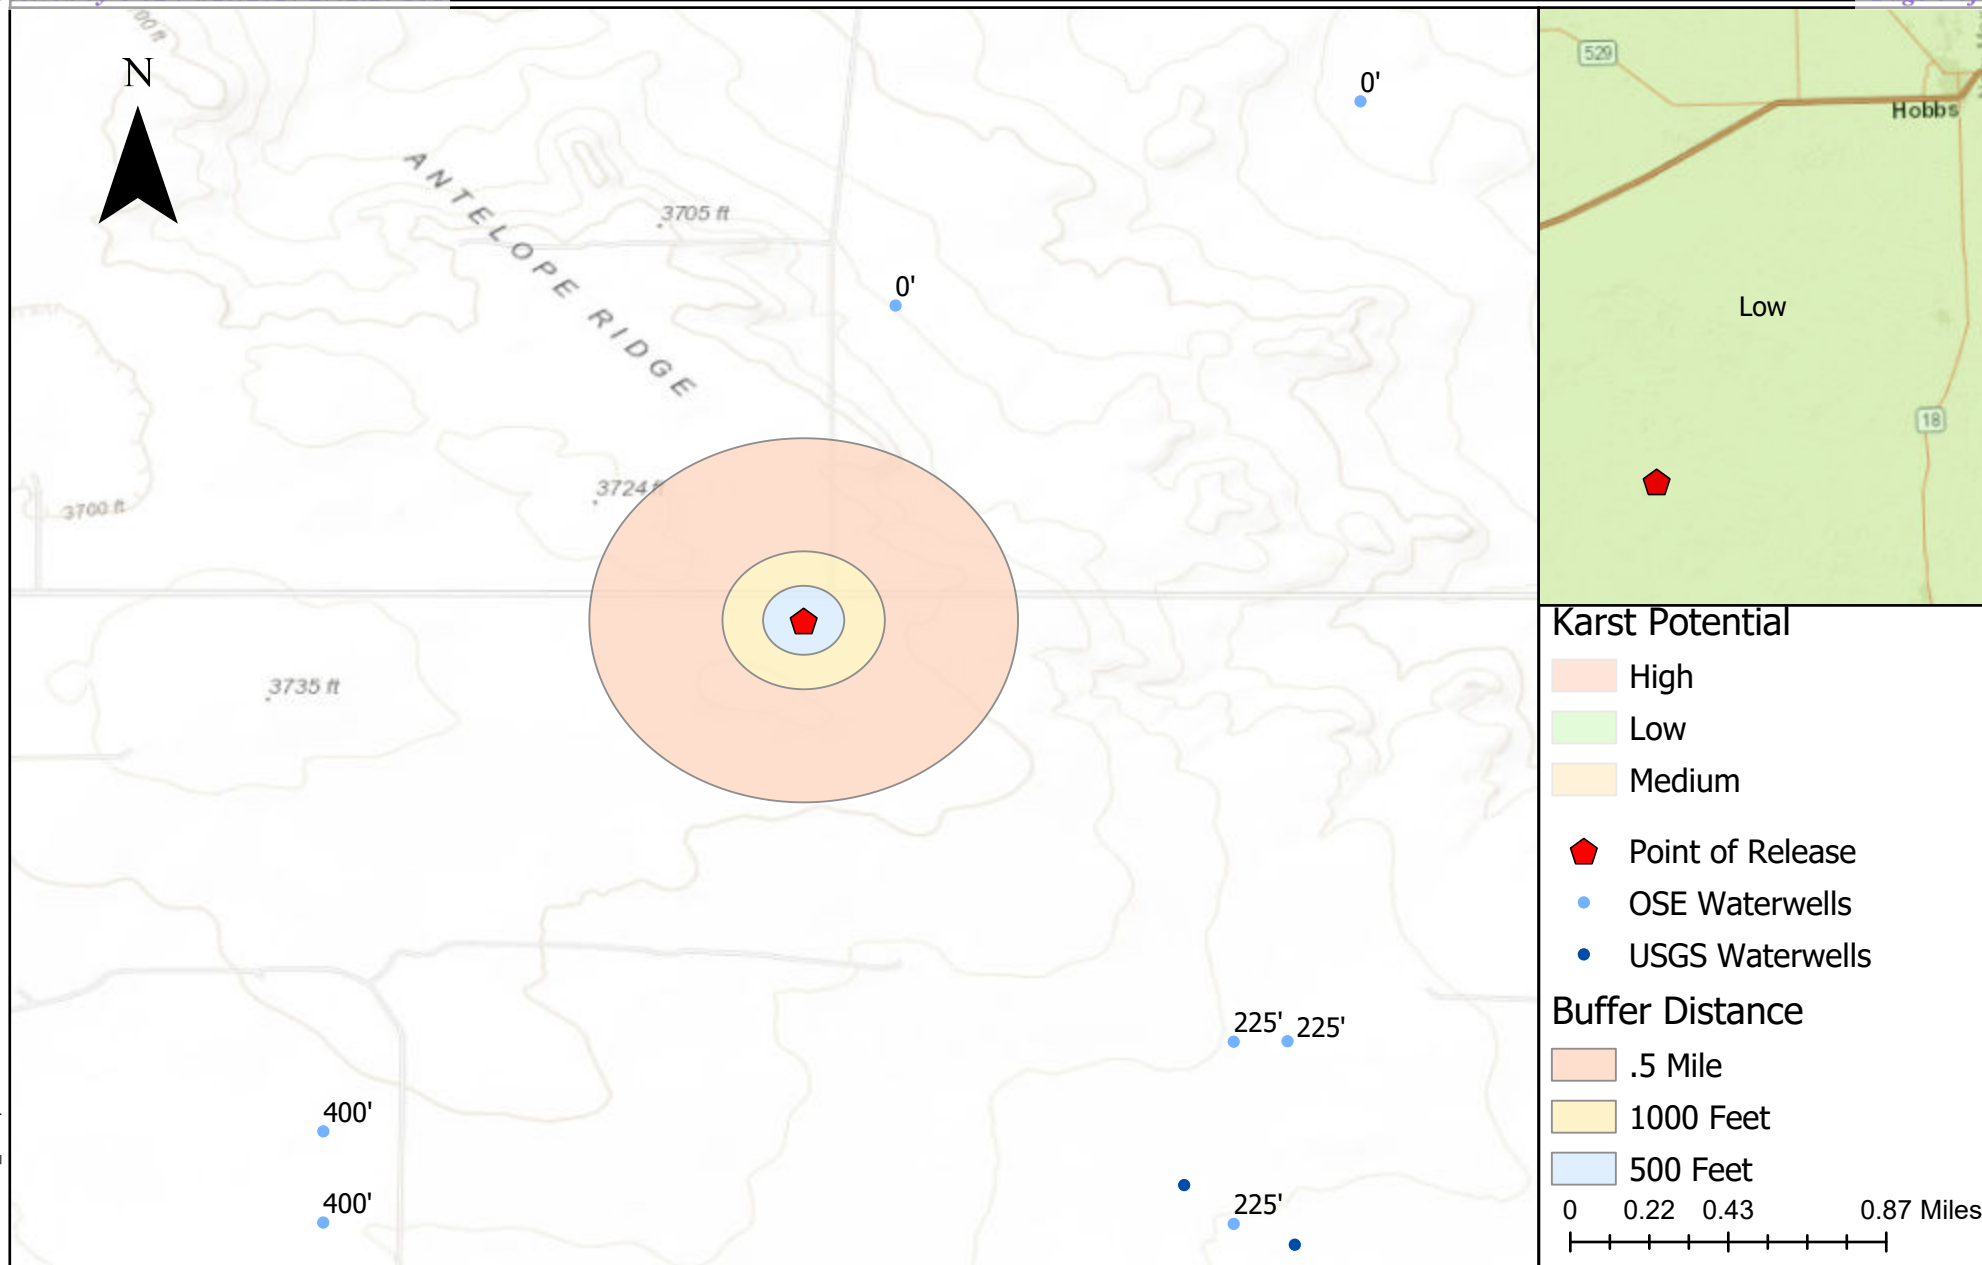 N
ANTELOPE RIDGE
3705 ft
0'
0'
3724 ft
3700 ft
3735 ft
225' 225'
400'
400'
225'
529
Hobbs
Low
18
Karst Potential
High
Low
Medium
Point of Release
OSE Waterwells
USGS Waterwells
Buffer Distance
.5 Mile
1000 Feet
500 Feet
0 0.22 0.43 0.87 Miles